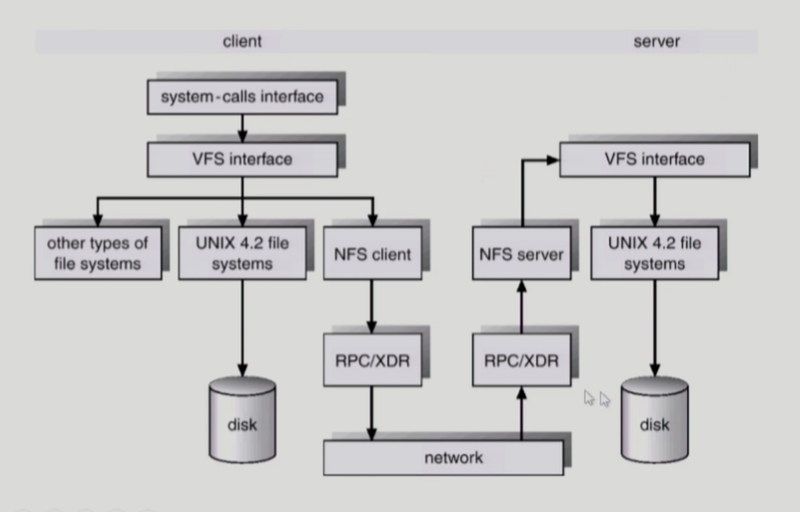 client
server
system-calls interface
VFS interface
VFS interface
other types of
file systems
UNIX 4.2 file
systems
NFS client
NFS server
UNIX 4.2 file
systems
RPC/XDR
RPC/XDR
disk
disk
network